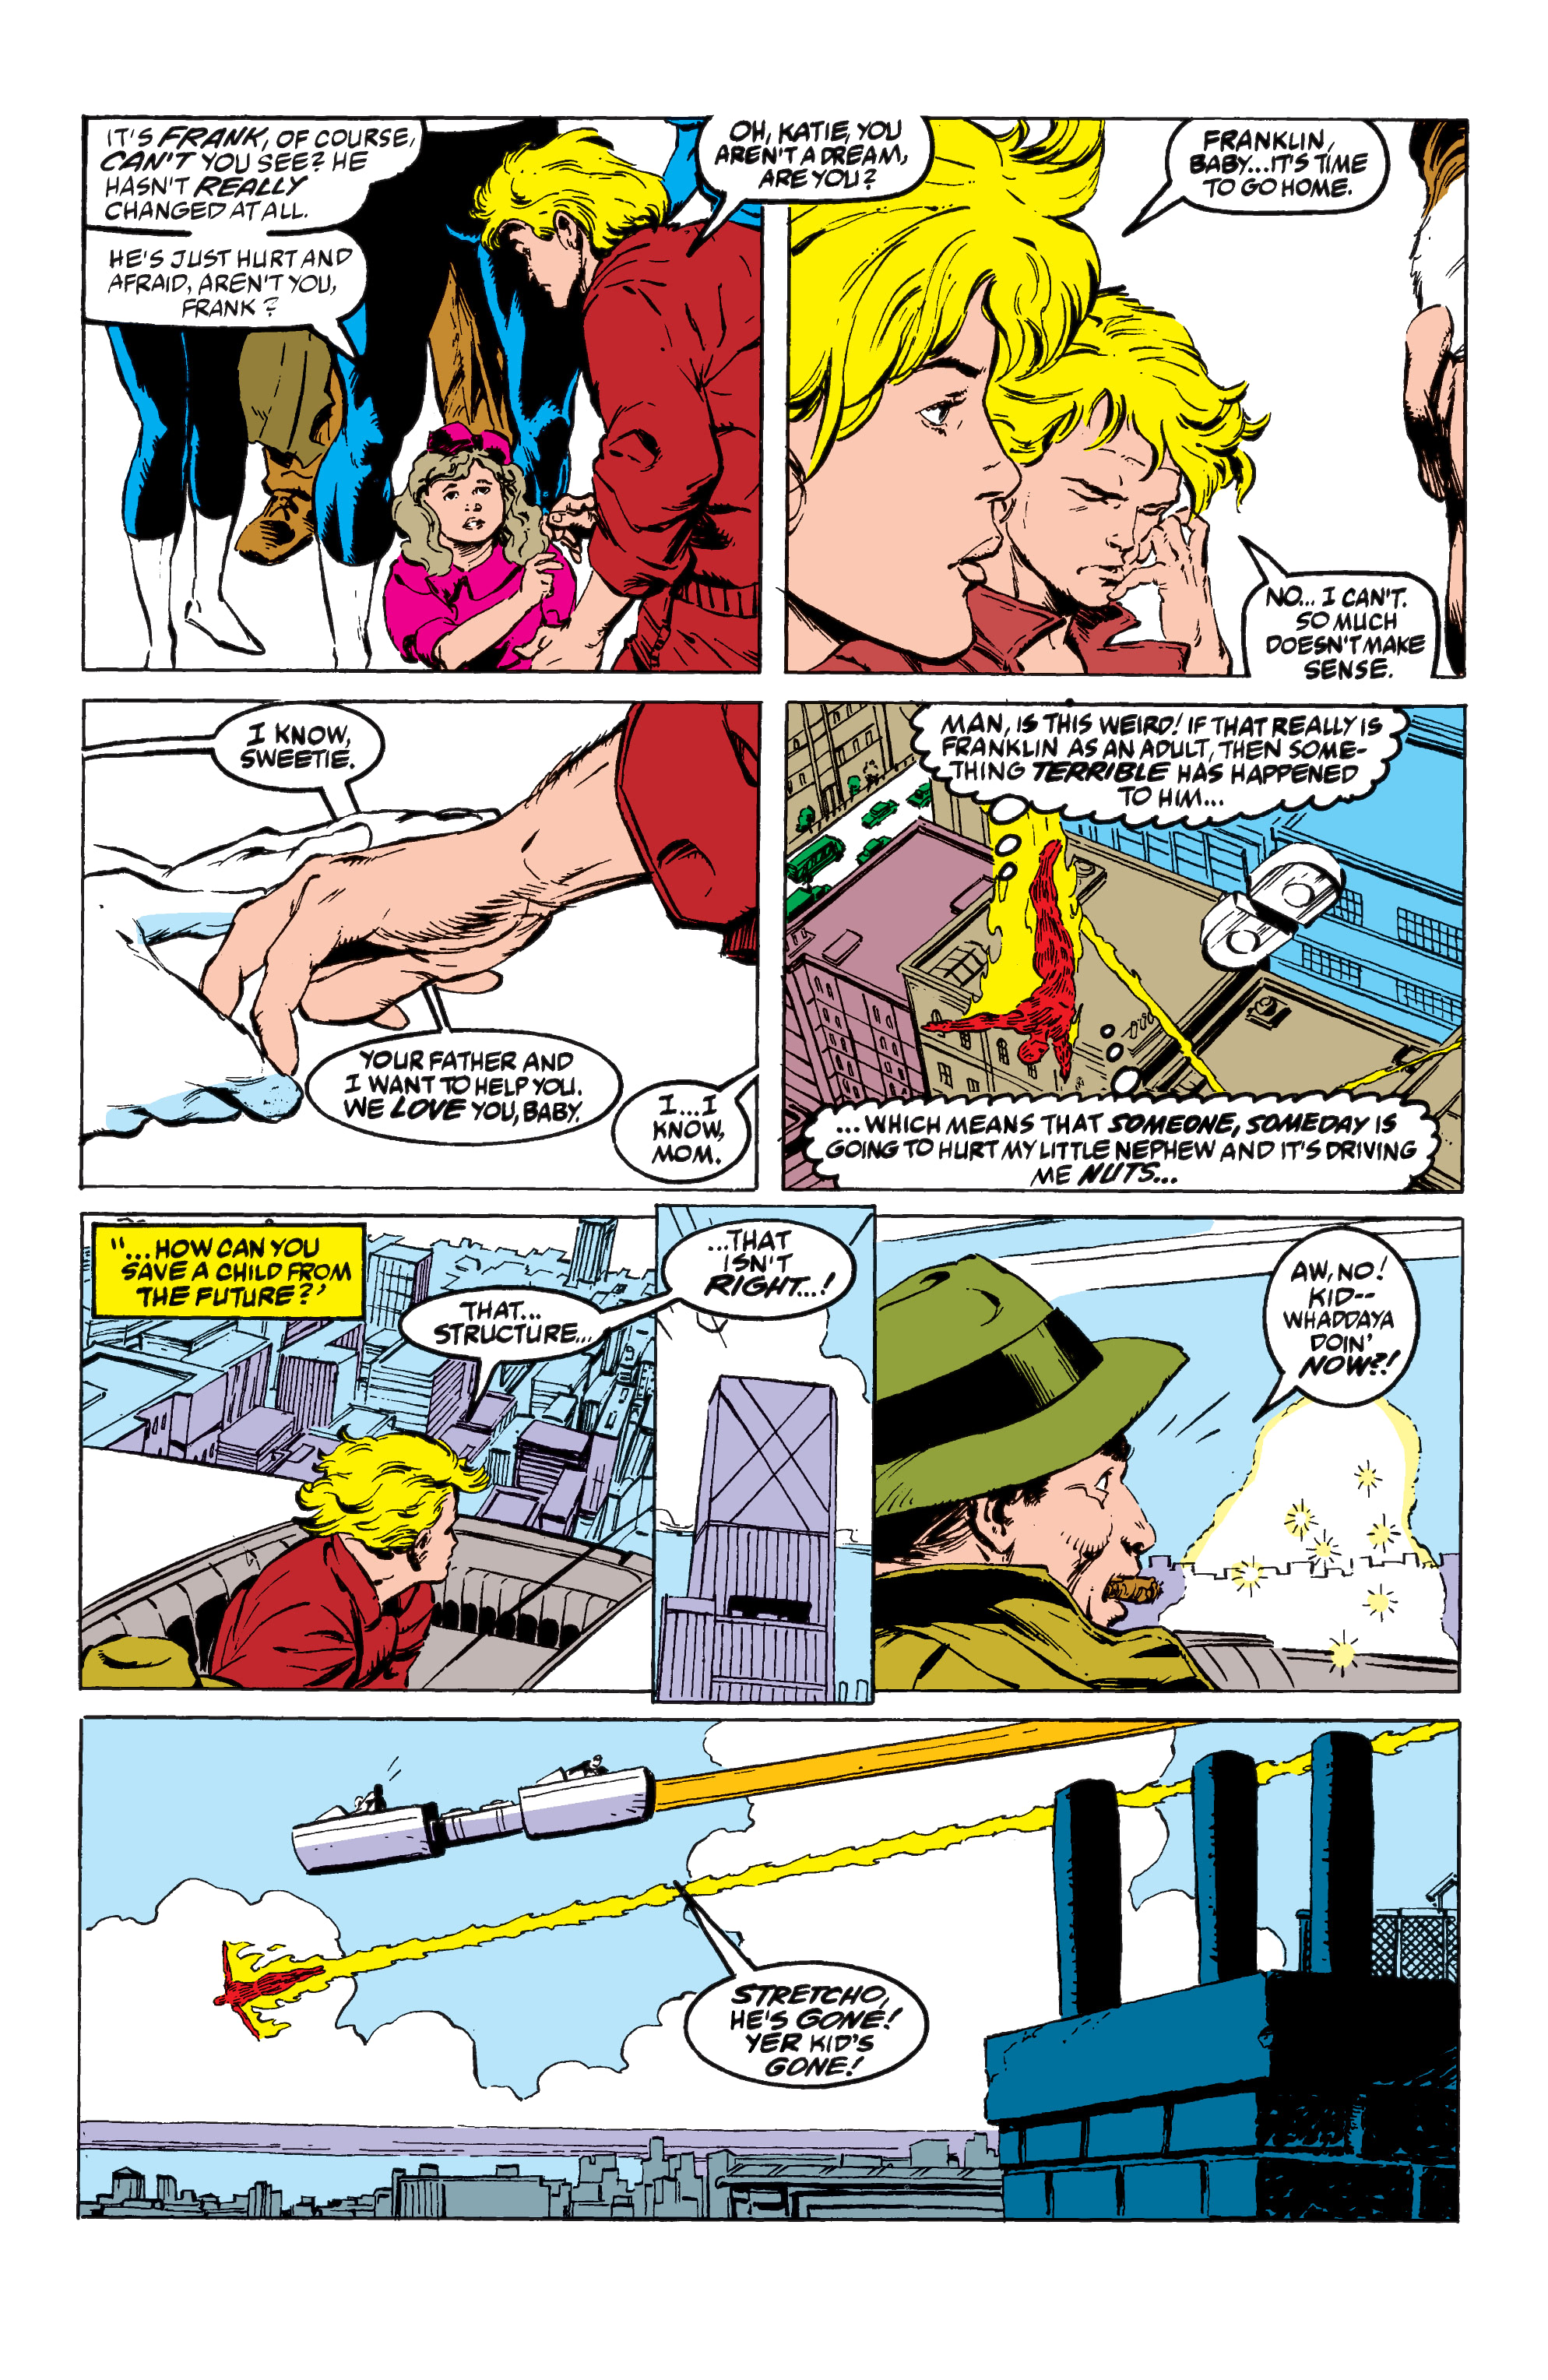 IT'S FRANK, OF COURSE,
CAN'T YOU SEE? HE
HASN'T REALLY
CHANGED AT ALL.
HE'S JUST HURT AND
AFRAID, AREN'T YOU,
FRANK?
OH, KATIE, YOU
AREN'T A DREAM,
ARE YOU?
FRANKLIN,
BABY...IT'S TIME
TO GO HOME.
NO... I CAN'T.
SO MUCH
DOESN'T MAKE
SENSE.
I KNOW,
SWEETIE.
YOUR FATHER AND
I WANT TO HELP YOU.
WE LOVE YOU, BABY.
I...I
KNOW,
MOM.
MAN, IS THIS WEIRD! IF THAT REALLY IS
FRANKLIN AS AN ADULT, THEN SOME-
THING TERRIBLE HAS HAPPENED
TO HIM...
...WHICH MEANS THAT SOMEONE, SOMEDAY IS
GOING TO HURT MY LITTLE NEPHEW AND IT'S DRIVING
ME NUTS...
"...HOW CAN YOU
SAVE A CHILD FROM
THE FUTURE?'
THAT...
STRUCTURE...
...THAT
ISN'T
RIGHT...!
AW, NO!
KID--
WHADDAYA
DOIN'
NOW?!
STRETCHO,
HE'S GONE!
YER KID'S
GONE!